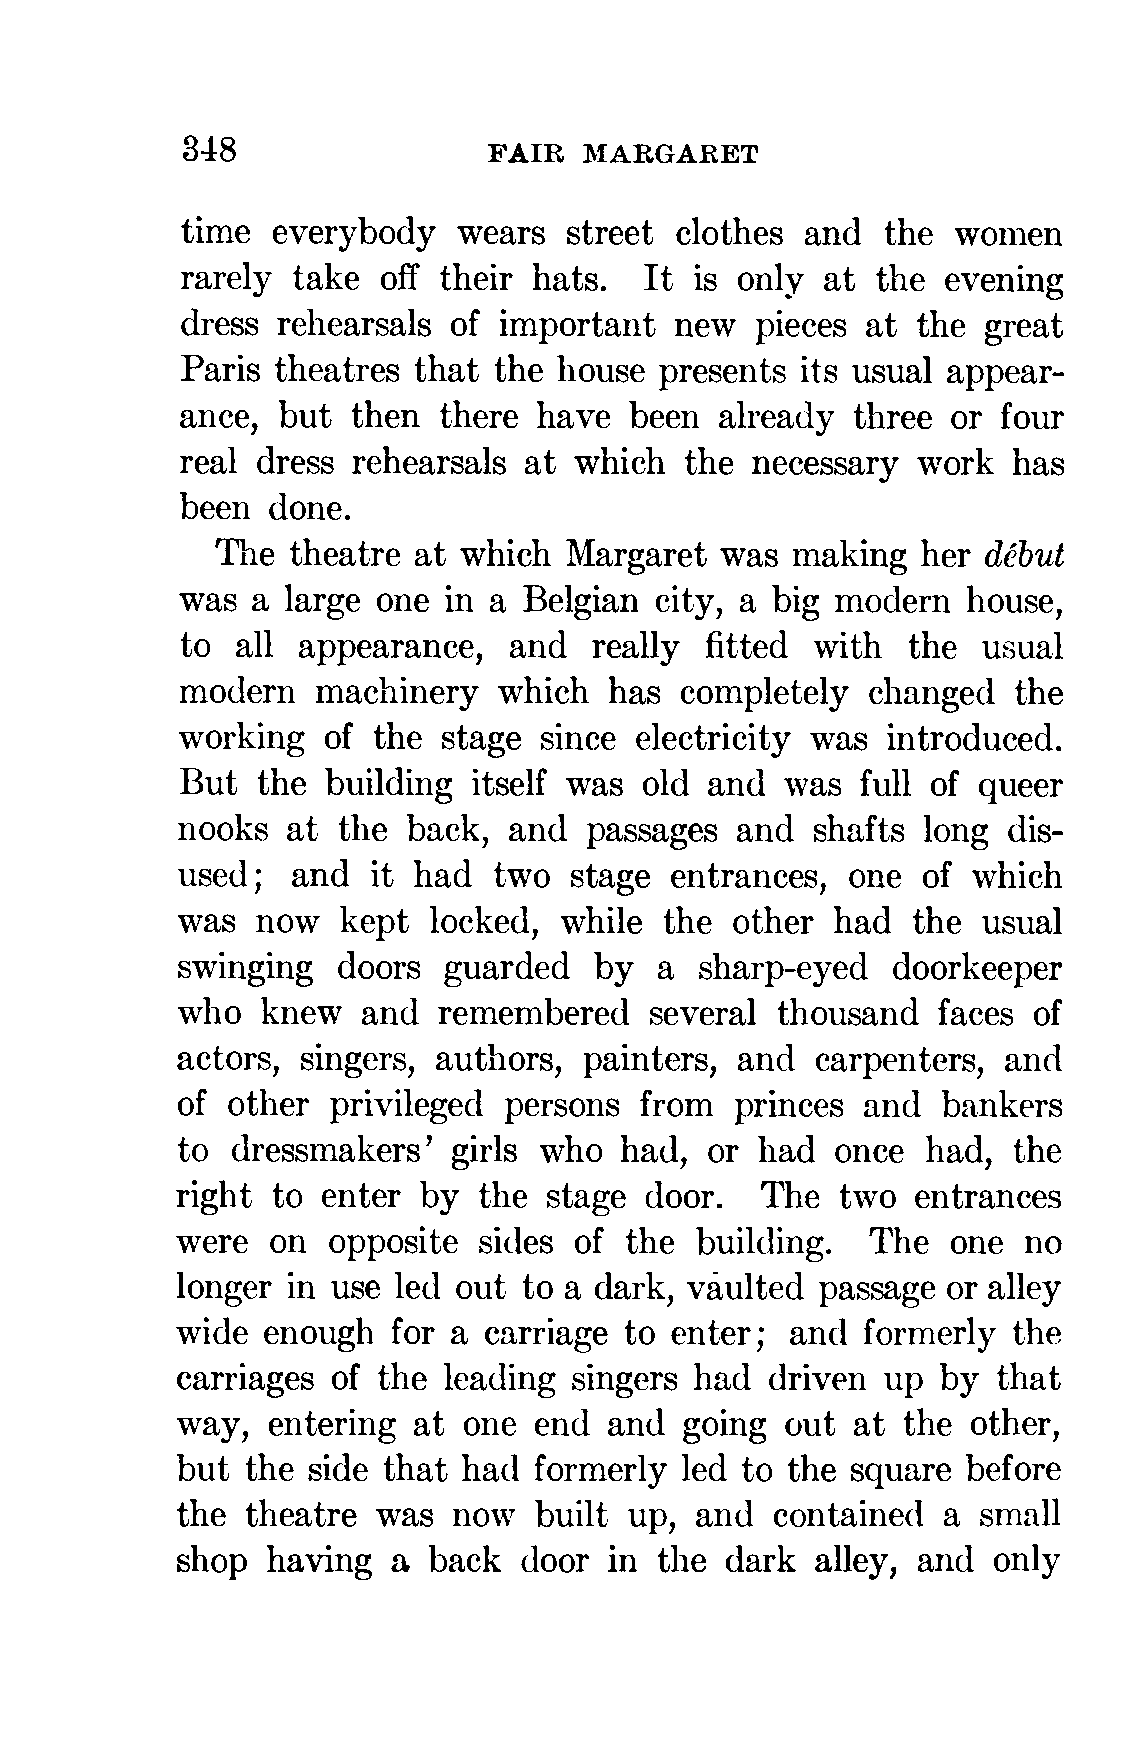 348 FAIR MARGARET
time everybody wears street clothes and the women
rarely take off their hats. It is only at the evening
dress rehearsals of important new pieces at the great
Paris theatres that the house presents its usual appear-
ance, but then there have been already three or four
real dress rehearsals at which the necessary work has
been done.
The theatre at which Margaret was making her début
was a large one in a Belgian city, a big modern house,
to all appearance, and really fitted with the usual
modern machinery which has completely changed the
working of the stage since electricity was introduced.
But the building itself was old and was full of queer
nooks at the back, and passages and shafts long dis-
used; and it had two stage entrances, one of which
was now kept locked, while the other had the usual
swinging doors guarded by a sharp-eyed doorkeeper
who knew and remembered several thousand faces of
actors, singers, authors, painters, and carpenters, and
of other privileged persons from princes and bankers
to dressmakers' girls who had, or had once had, the
right to enter by the stage door. The two entrances
were on opposite sides of the building. The one no
longer in use led out to a dark, vaulted passage or alley
wide enough for a carriage to enter; and formerly the
carriages of the leading singers had driven up by that
way, entering at one end and going out at the other,
but the side that had formerly led to the square before
the theatre was now built up, and contained a small
shop having a back door in the dark alley, and only